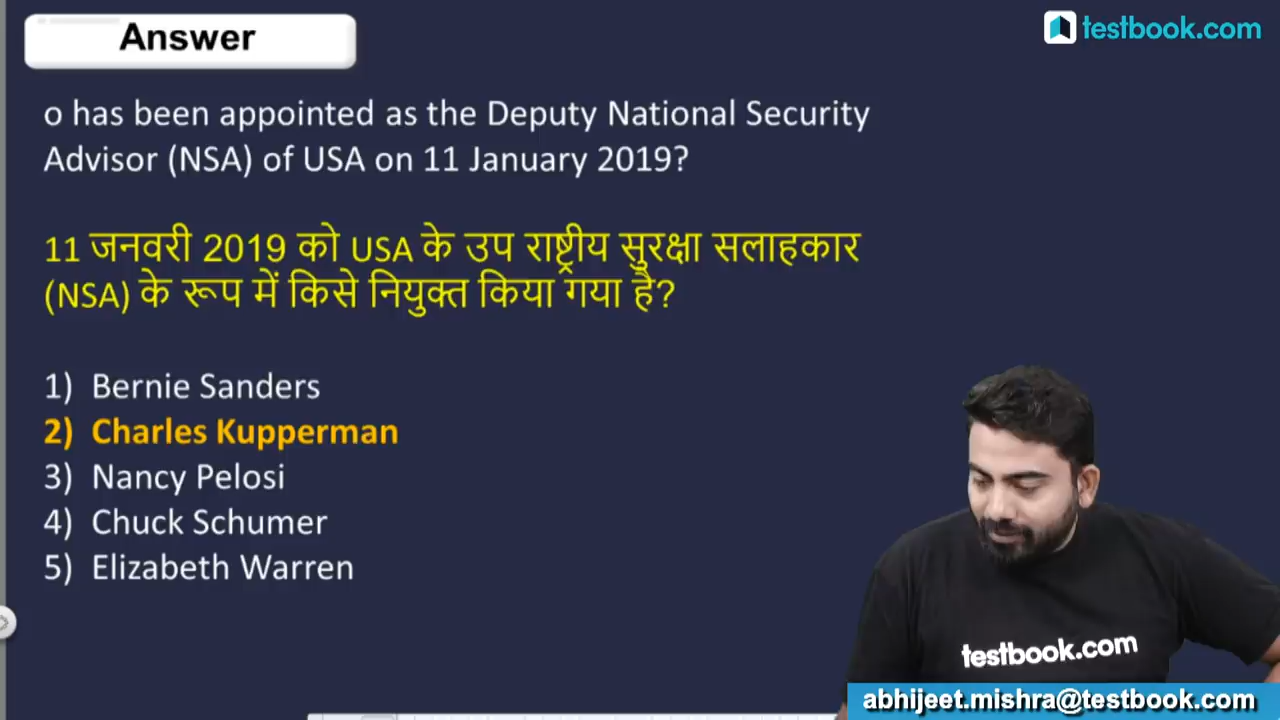 Answer
testbook.com
o has been appointed as the Deputy National Security
Advisor (NSA) of USA on 11 January 2019?
11 जनवरी 2019 को USA के उप राष्ट्रीय सुरक्षा सलाहकार
(NSA) के रूप में किसे नियुक्त किया गया है?
1) Bernie Sanders
2) Charles Kupperman
3) Nancy Pelosi
4) Chuck Schumer
5) Elizabeth Warren
testbook.com
abhijeet.mishra@testbook.com